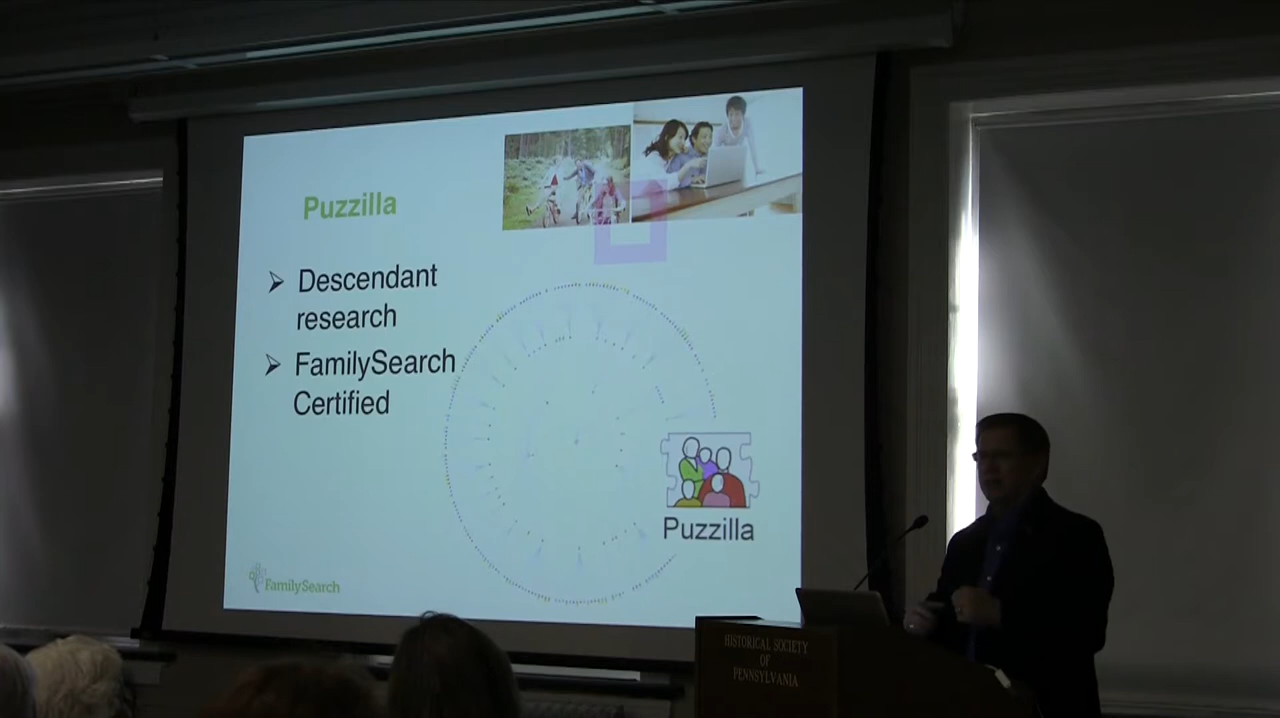 Puzzilla
➢ Descendant
research
➢ FamilySearch
Certified
Puzzilla
FamilySearch
HISTORICAL SOCIETY
OF
PENNSYLVANIA